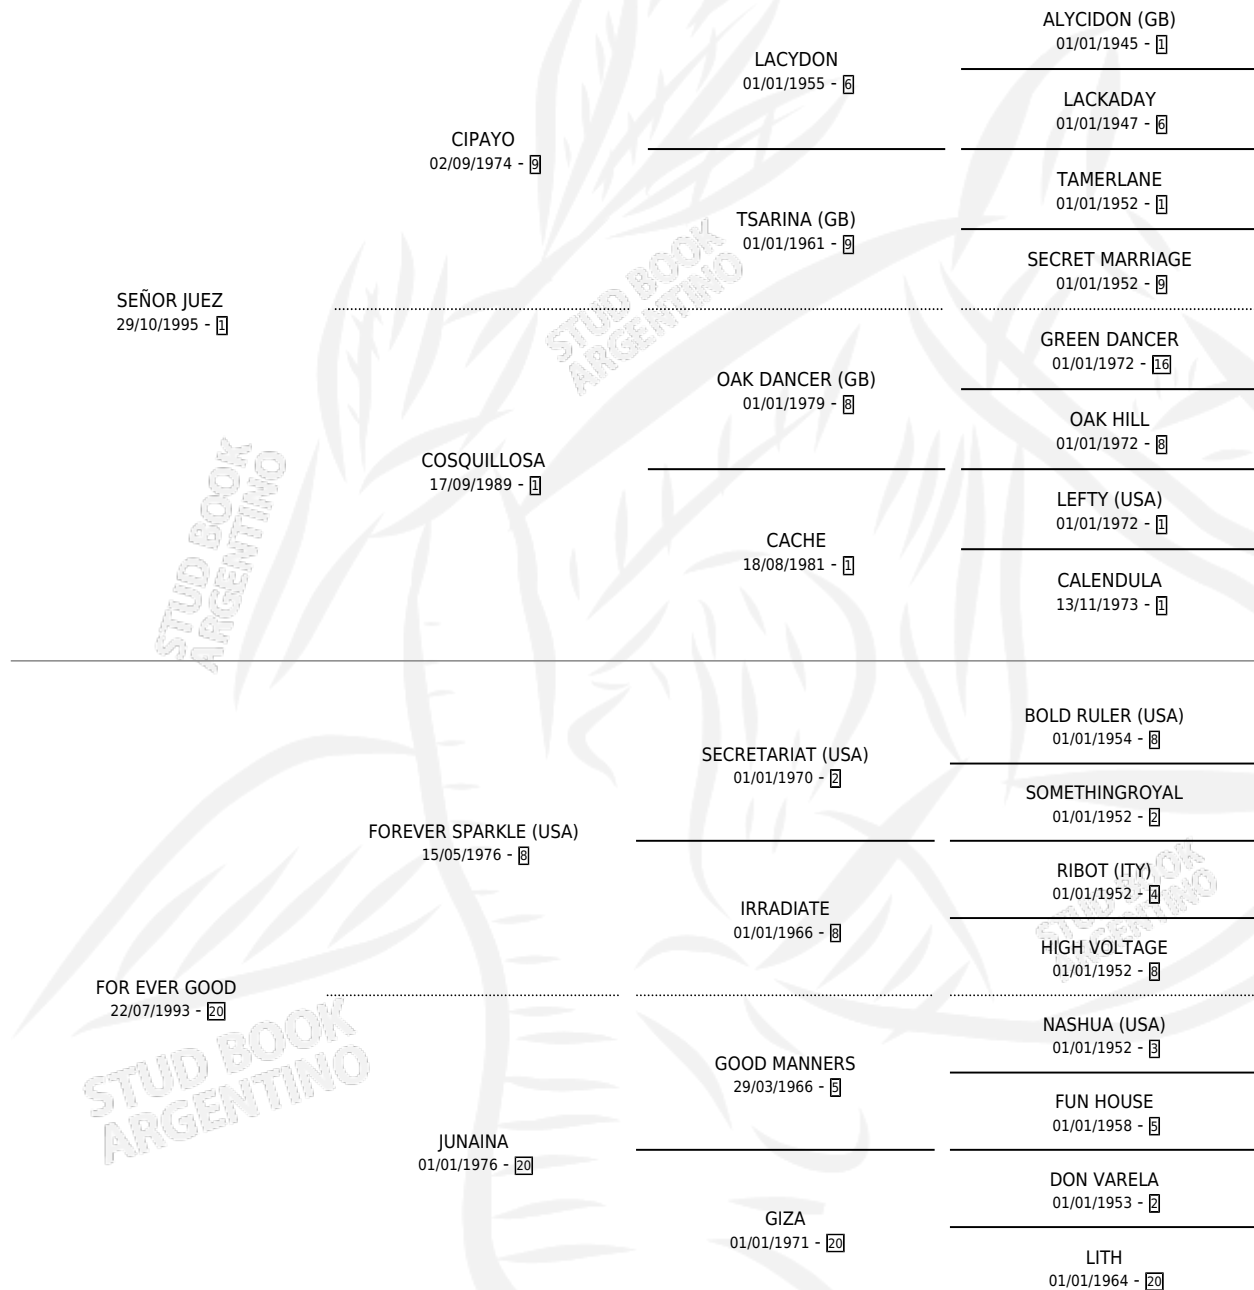 SEÑOR JUEZ
29/10/1995 - 1
CIPAYO
02/09/1974 - 9
COSQUILLOSA
17/09/1989 - 1
LACYDON
01/01/1955 - 6
TSARINA (GB)
01/01/1961 - 9
OAK DANCER (GB)
01/01/1979 - 8
CACHE
18/08/1981 - 1
ALYCIDON (GB)
01/01/1945 - 1
LACKADAY
01/01/1947 - 6
TAMERLANE
01/01/1952 - 1
SECRET MARRIAGE
01/01/1952 - 9
GREEN DANCER
01/01/1972 - 16
OAK HILL
01/01/1972 - 8
LEFTY (USA)
01/01/1972 - 1
CALENDULA
13/11/1973 - 1
FOR EVER GOOD
22/07/1993 - 20
FOREVER SPARKLE (USA)
15/05/1976 - 8
JUNAINA
01/01/1976 - 20
SECRETARIAT (USA)
01/01/1970 - 2
IRRADIATE
01/01/1966 - 8
GOOD MANNERS
29/03/1966 - 5
GIZA
01/01/1971 - 20
BOLD RULER (USA)
01/01/1954 - 8
SOMETHINGROYAL
01/01/1952 - 2
RIBOT (ITY)
01/01/1952 - 4
HIGH VOLTAGE
01/01/1952 - 8
NASHUA (USA)
01/01/1952 - 3
FUN HOUSE
01/01/1958 - 5
DON VARELA
01/01/1953 - 2
LITH
01/01/1964 - 20
STUD BOOK
ARGENTINO
STUD BOOK
ARGENTINO
STUD BOOK
ARGENTINO
STUD BOOK
ARGENTINO